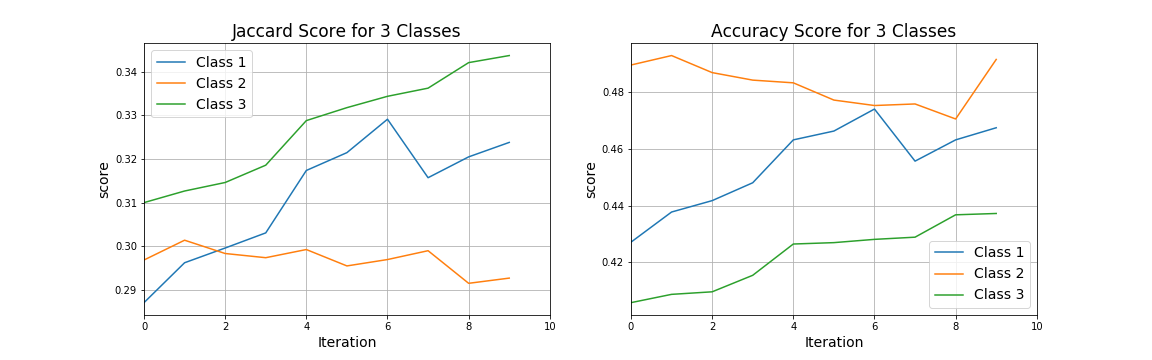 Jaccard Score for 3 Classes
score
0.34
0.33
0.32
0.31
0.30
0.29
Class 1
Class 2
Class 3
0 2 4 6 8 10
Iteration
Accuracy Score for 3 Classes
score
0.48
0.46
0.44
0.42
Class 1
Class 2
Class 3
0 2 4 6 8 10
Iteration